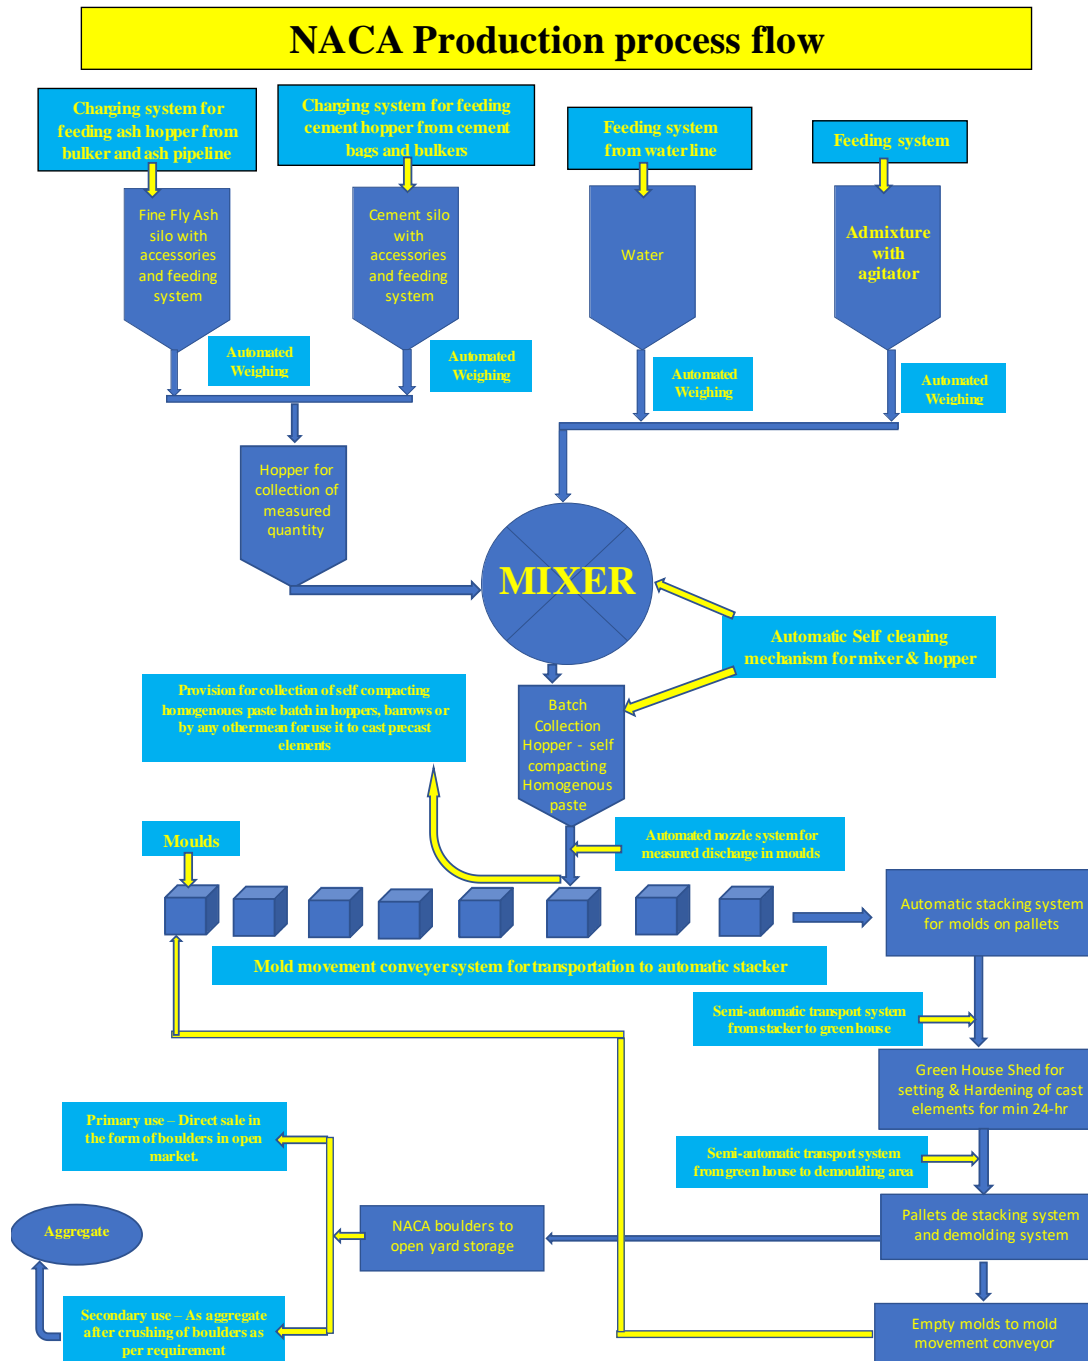 NACA Production process flow
Charging system for
feeding ash hopper from
bulker and ash pipeline
Charging system for feeding
cement hopper from cement
bags and bulkers
Feeding system
from water line
Feeding system
Fine Fly Ash
silo with
accessories
and feeding
system
Cement silo
with
accessories
and feeding
system
Water
Admixture
with
agitator
Automated
Weighing
Automated
Weighing
Automated
Weighing
Automated
Weighing
Hopper for
collection of
measured
quantity
MIXER
Automatic Self cleaning
mechanism for mixer & hopper
Provision for collection of self compacting
homogenoues paste batch in hoppers, barrows or
by any othermean for use it to cast precast
elements
Batch
Collection
Hopper - self
compacting
Homogenous
paste
Automated nozzle system for
measured discharge in moulds
Moulds
Automatic stacking system
for molds on pallets
Mold movement conveyer system for transportation to automatic stacker
Semi-automatic transport system
from stacker to green house
Green House Shed for
setting & Hardening of cast
elements for min 24-hr
Semi-automatic transport system
from green house to demoulding area
Primary use – Direct sale in
the form of boulders in open
market.
Pallets de stacking system
and demolding system
NACA boulders to
open yard storage
Aggregate
Secondary use – As aggregate
after crushing of boulders as
per requirement
Empty molds to mold
movement conveyor